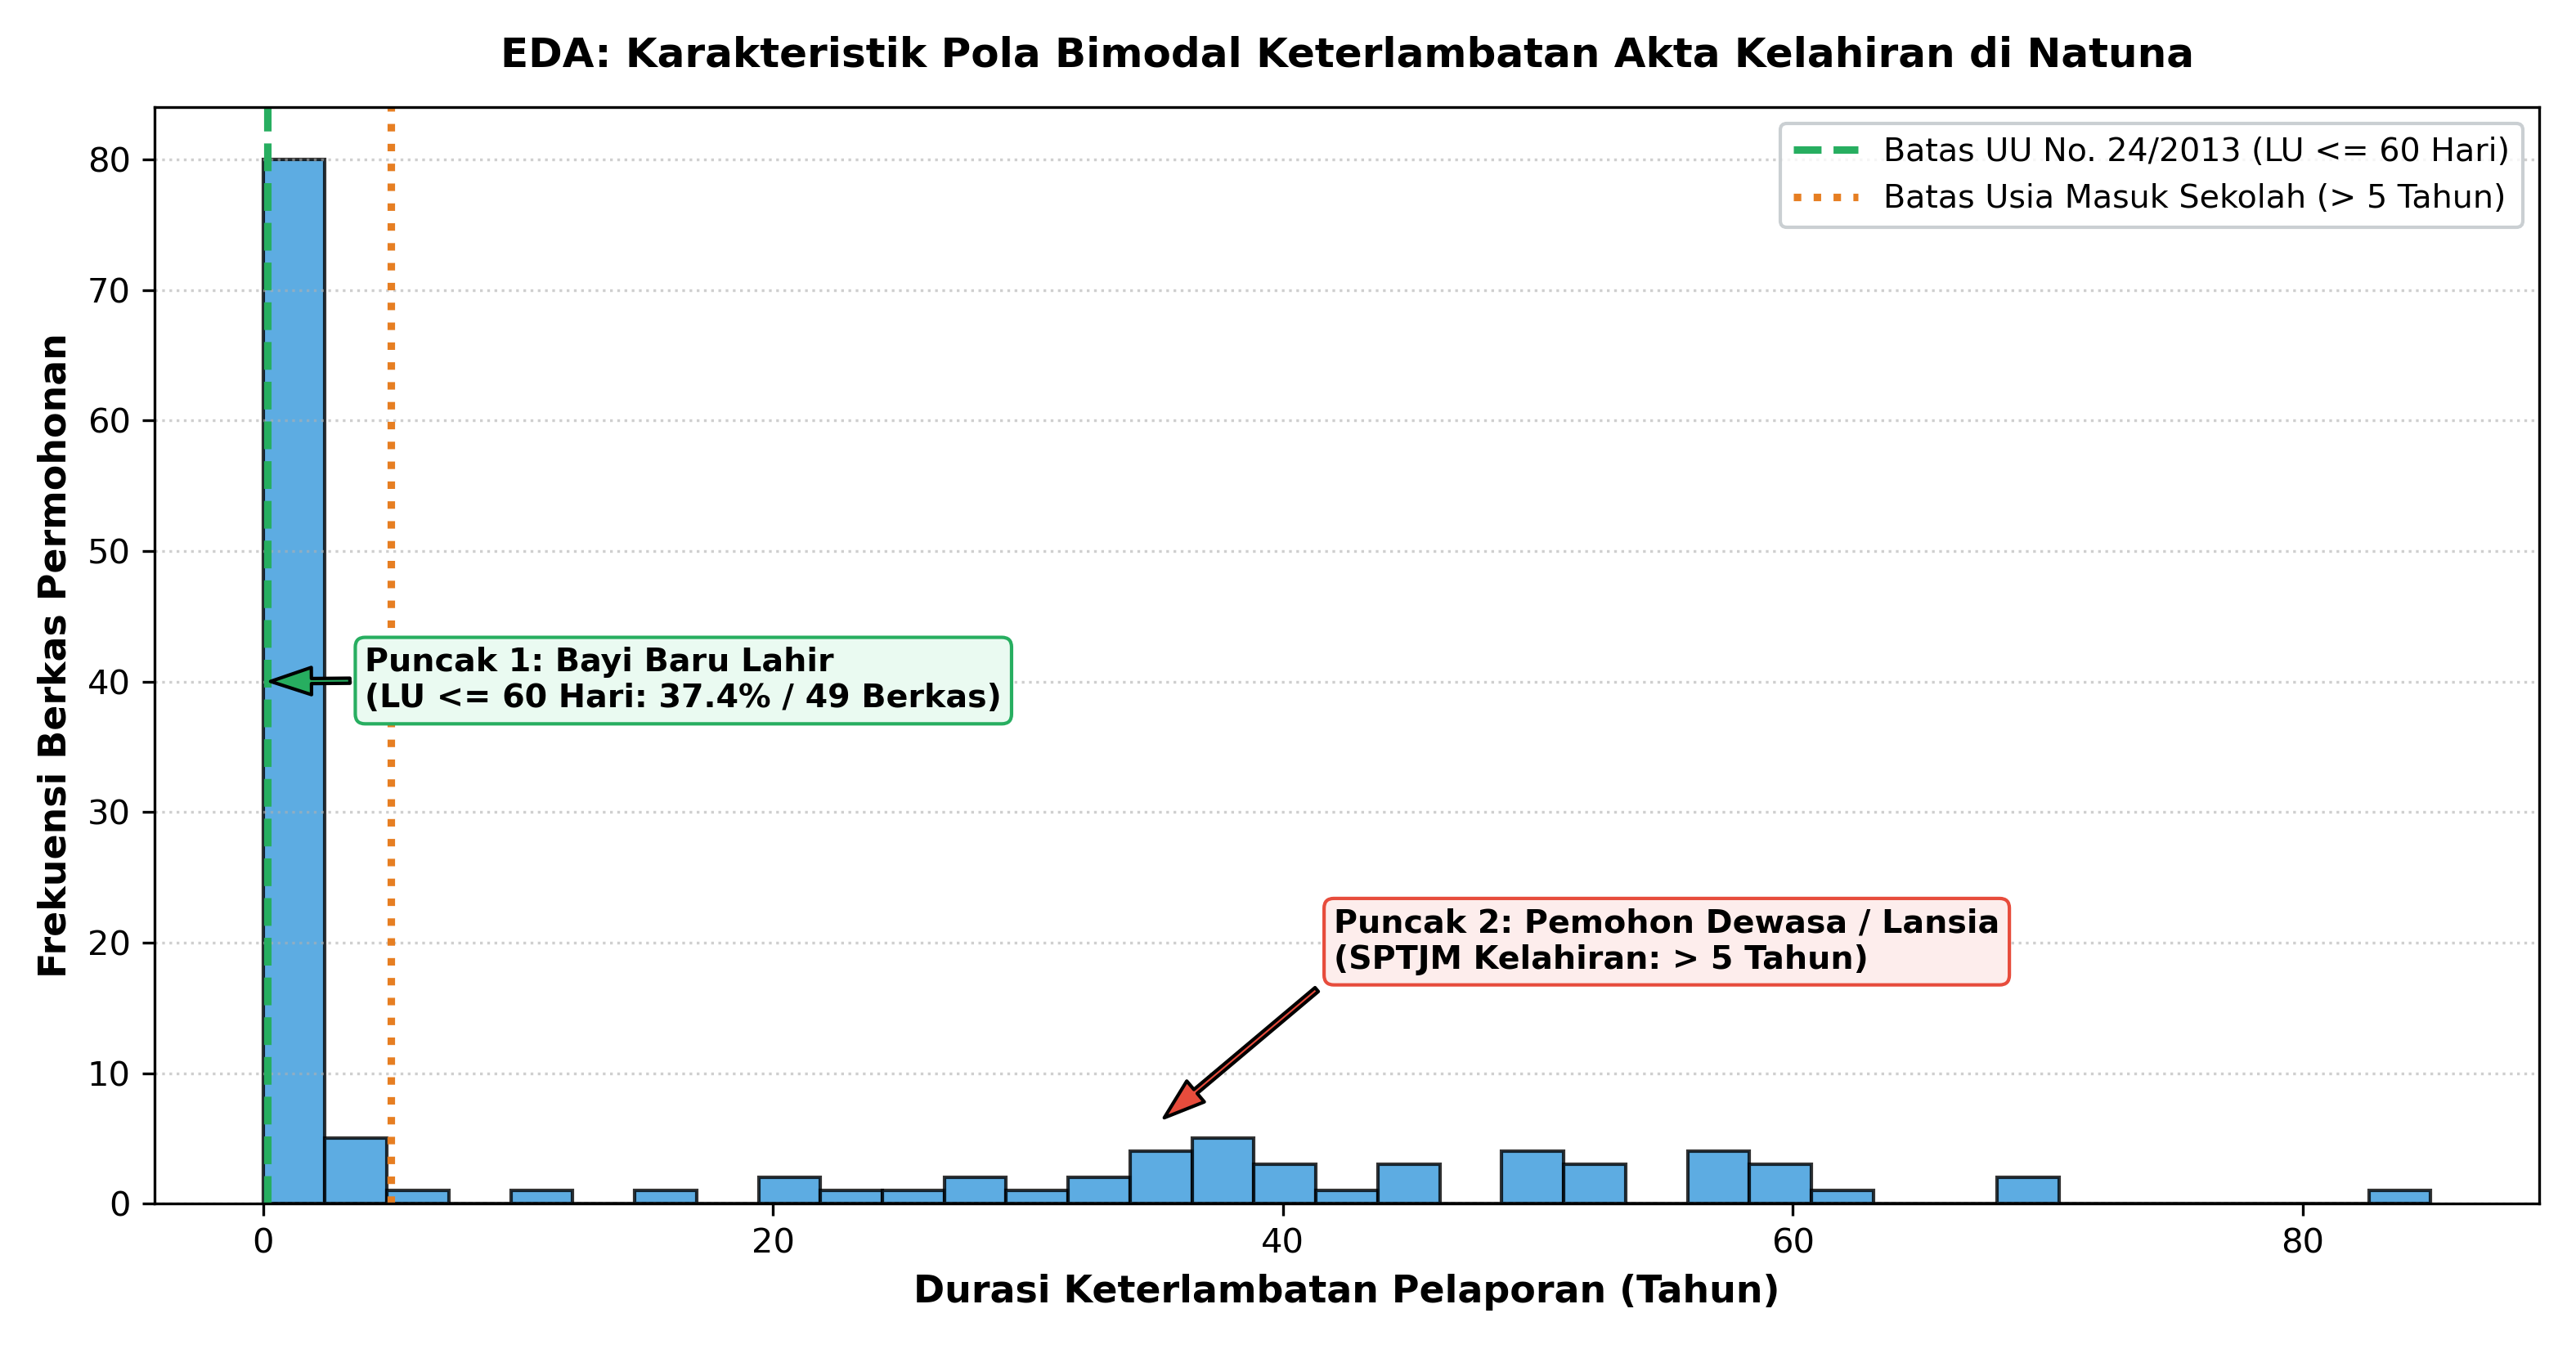 EDA: Karakteristik Pola Bimodal Keterlambatan Akta Kelahiran di Natuna
Batas UU No. 24/2013 (LU <= 60 Hari)
Batas Usia Masuk Sekolah (> 5 Tahun)
Frekuensi Berkas Permohonan
80
70
60
50
40
30
20
10
0
Puncak 1: Bayi Baru Lahir
(LU <= 60 Hari: 37.4% / 49 Berkas)
Puncak 2: Pemohon Dewasa / Lansia
(SPTJM Kelahiran: > 5 Tahun)
0
20
40
60
80
Durasi Keterlambatan Pelaporan (Tahun)